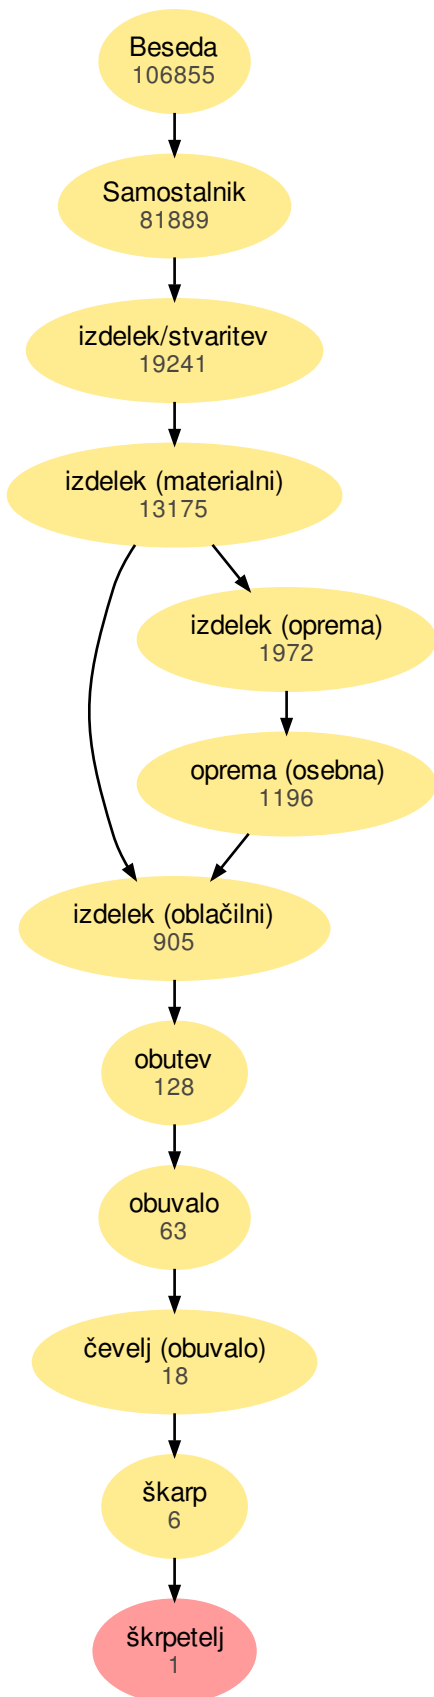 Beseda
106855
Samostalnik
81889
izdelek/stvaritev
19241
izdelek (materialni)
13175
izdelek (oprema)
1972
oprema (osebna)
1196
izdelek (oblačilni)
905
obutev
128
obuvalo
63
čevelj (obuvalo)
18
škarp
6
škrpetelj
1